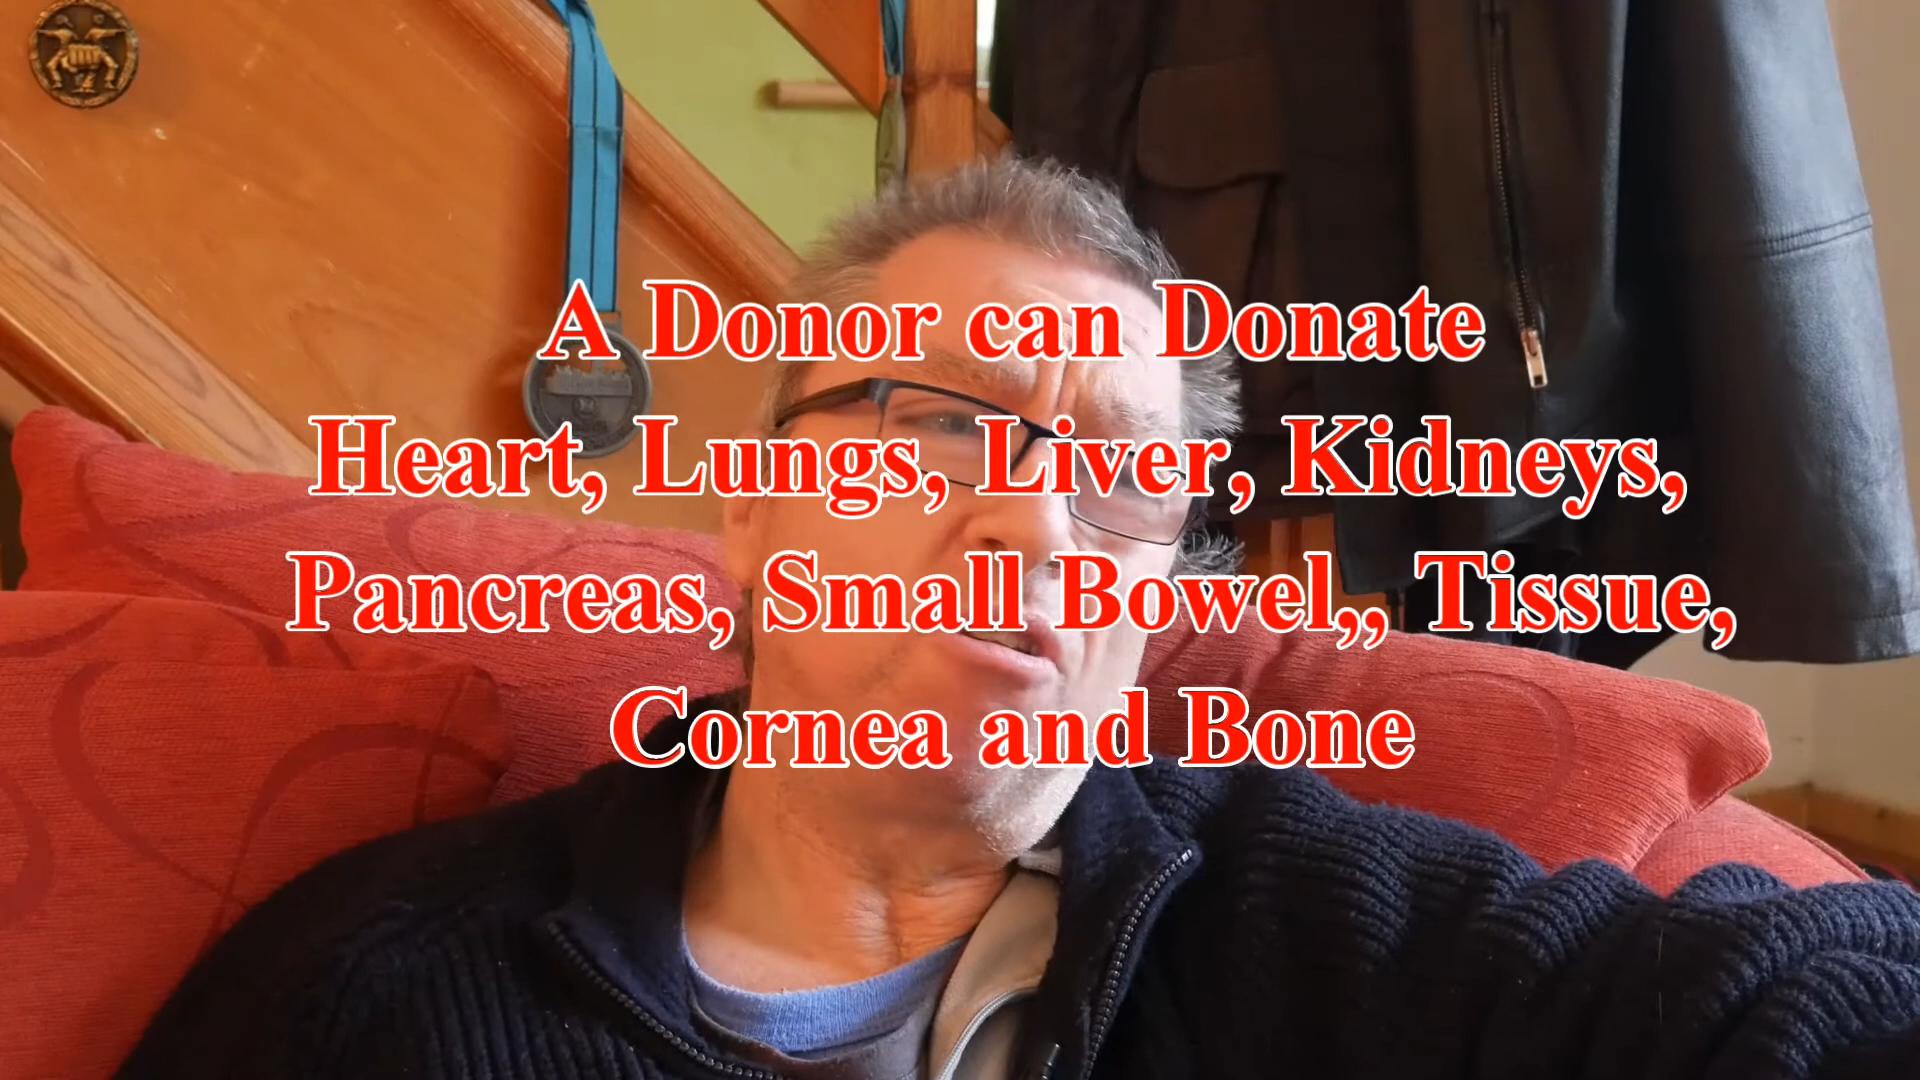 A Donor can Donate
Heart, Lungs, Liver, Kidneys,
Pancreas, Small Bowel,, Tissue,
Cornea and Bone